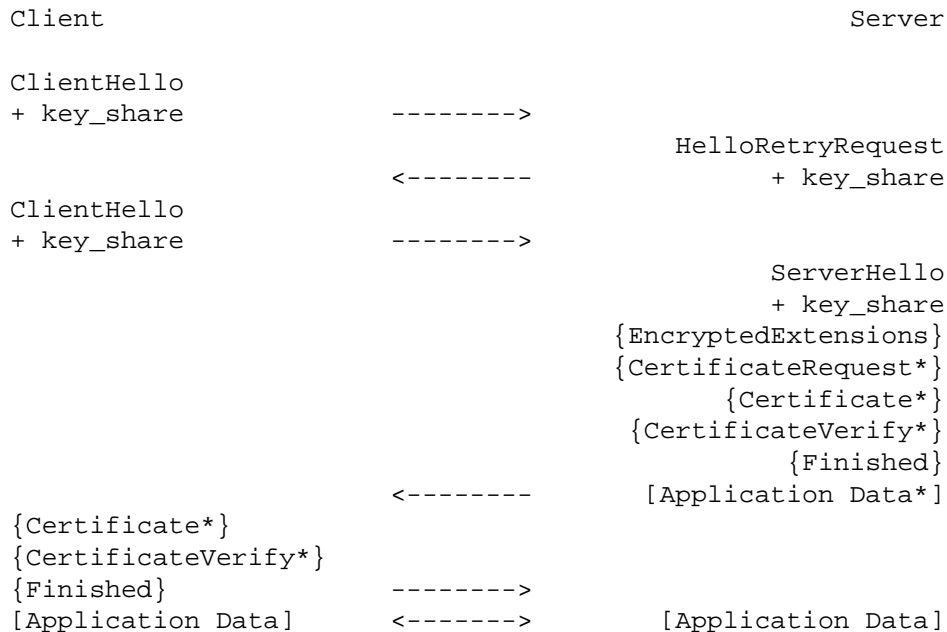 Client                                               Server

ClientHello
+ key_share             -------->
                                          HelloRetryRequest
                        <--------               + key_share
ClientHello
+ key_share             -------->
                                                ServerHello
                                                + key_share
                                      {EncryptedExtensions}
                                      {CertificateRequest*}
                                             {Certificate*}
                                       {CertificateVerify*}
                                                 {Finished}
                        <--------       [Application Data*]
{Certificate*}
{CertificateVerify*}
{Finished}              -------->
[Application Data]      <------->        [Application Data]